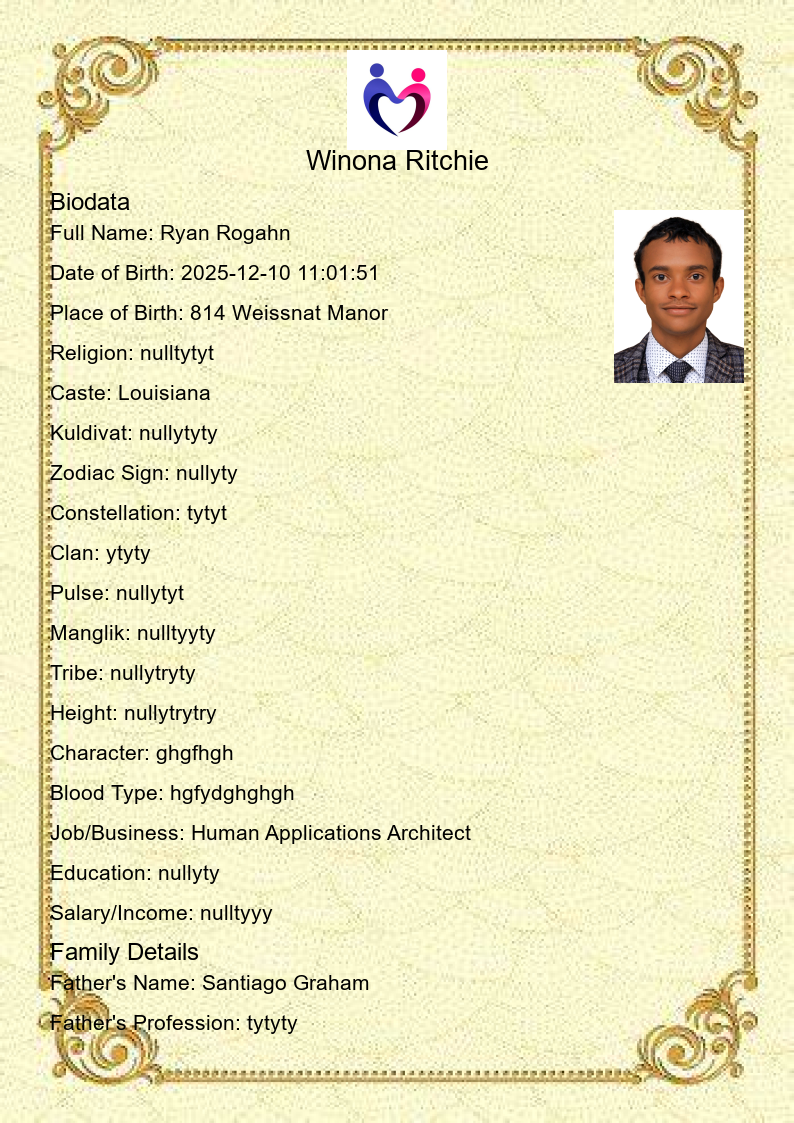 Winona Ritchie
Biodata
Full Name: Ryan Rogahn
Date of Birth: 2025-12-10 11:01:51
Place of Birth: 814 Weissnat Manor
Religion: nulltytyt
Caste: Louisiana
Kuldivat: nullytyty
Zodiac Sign: nullyty
Constellation: tytyt
Clan: ytyty
Pulse: nullytyt
Manglik: nulltyyty
Tribe: nullytryty
Height: nullytrytry
Character: ghgfhgh
Blood Type: hgfydghghgh
Job/Business: Human Applications Architect
Education: nullyty
Salary/Income: nulltyyy
Family Details
Father's Name: Santiago Graham
Father's Profession: tytyty